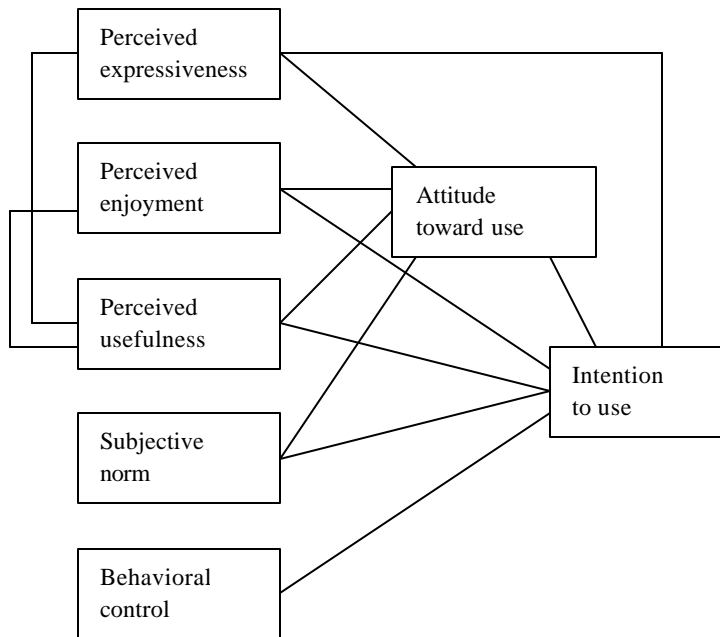 Perceived
expressiveness
Perceived
enjoyment
Attitude
toward use
Perceived
usefulness
Intention
to use
Subjective
norm
Behavioral
control